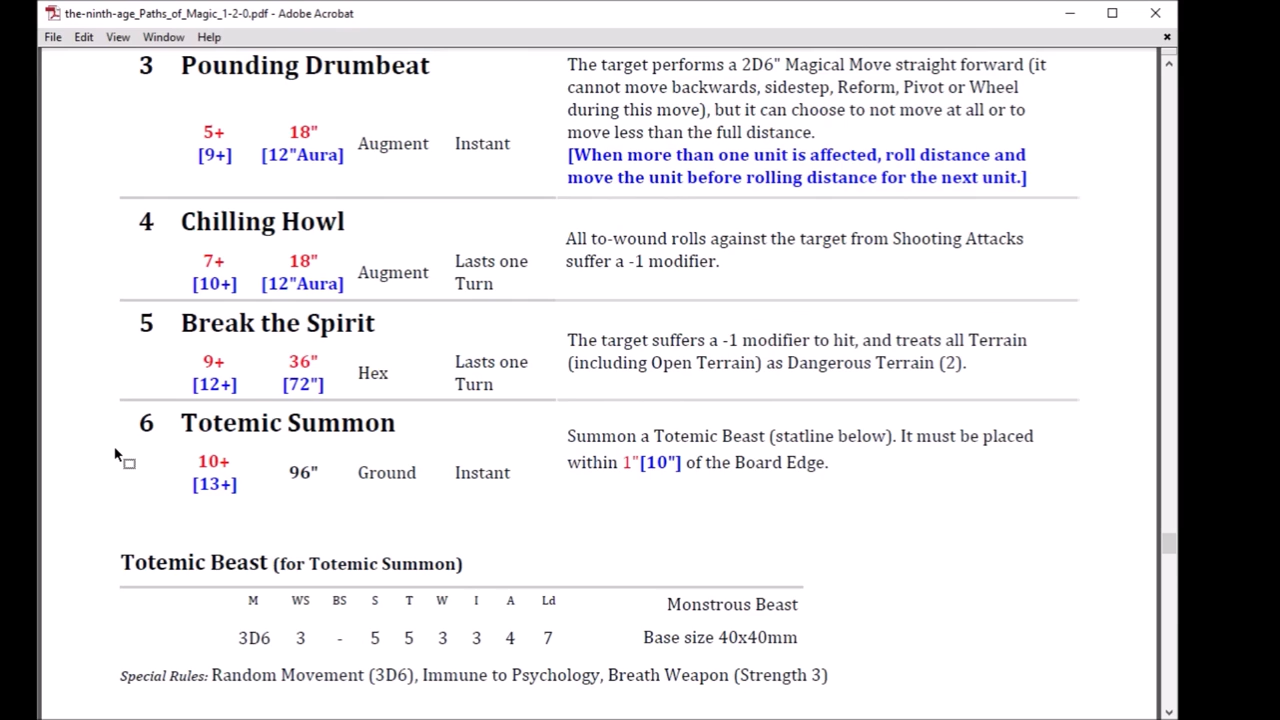 the-ninth-age_Paths_of_Magic_1-2-0.pdf - Adobe Acrobat
File Edit View Window Help
3 Pounding Drumbeat
5+ 18" Augment Instant
[9+] [12"Aura]
The target performs a 2D6" Magical Move straight forward (it
cannot move backwards, sidestep, Reform, Pivot or Wheel
during this move), but it can choose to not move at all or to
move less than the full distance.
[When more than one unit is affected, roll distance and
move the unit before rolling distance for the next unit.]
4 Chilling Howl
7+ 18" Augment Lasts one
[10+] [12"Aura] Turn
All to-wound rolls against the target from Shooting Attacks
suffer a -1 modifier.
5 Break the Spirit
9+ 36" Hex Lasts one
[12+] [72"] Turn
The target suffers a -1 modifier to hit, and treats all Terrain
(including Open Terrain) as Dangerous Terrain (2).
6 Totemic Summon
10+ 96" Ground Instant
[13+]
Summon a Totemic Beast (statline below). It must be placed
within 1"[10"] of the Board Edge.
Totemic Beast (for Totemic Summon)
M WS BS S T W I A Ld Monstrous Beast
3D6 3 - 5 5 3 3 4 7 Base size 40x40mm
Special Rules: Random Movement (3D6), Immune to Psychology, Breath Weapon (Strength 3)